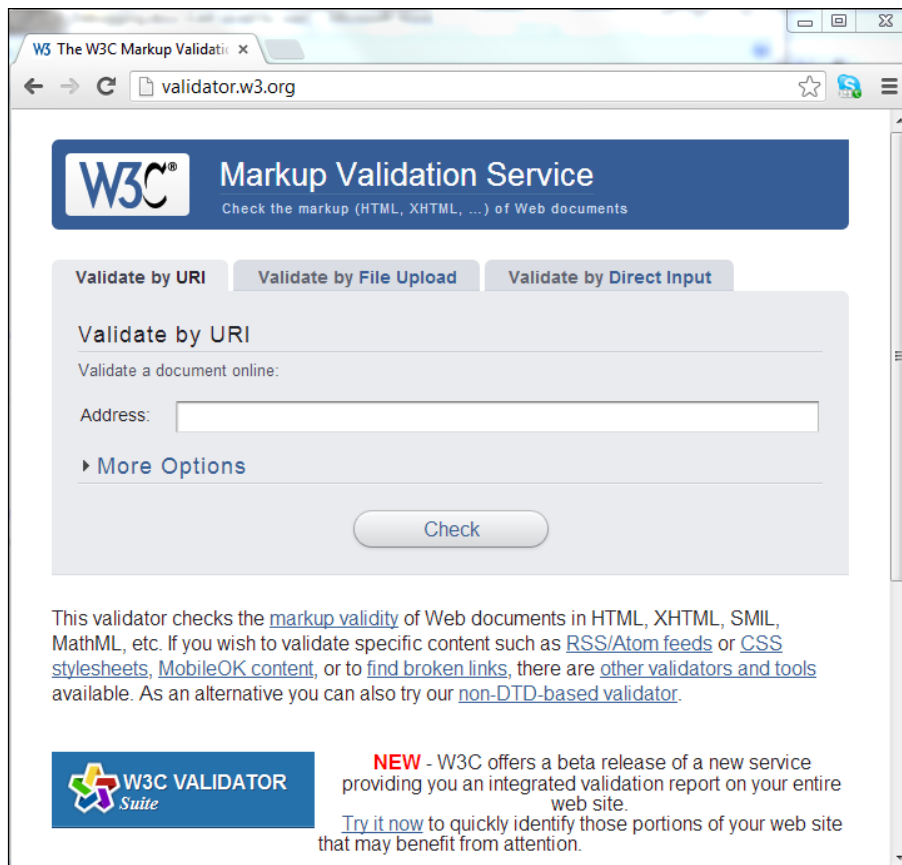 W3 The W3C Markup Validatic
validator.w3.org
W3C® Markup Validation Service
Check the markup (HTML, XHTML, ...) of Web documents
Validate by URI Validate by File Upload Validate by Direct Input
Validate by URI
Validate a document online:
Address:
More Options
Check
This validator checks the markup validity of Web documents in HTML, XHTML, SMIL,
MathML, etc. If you wish to validate specific content such as RSS/Atom feeds or CSS
stylesheets, MobileOK content, or to find broken links, there are other validators and tools
available. As an alternative you can also try our non-DTD-based validator.
W3C VALIDATOR
Suite
NEW - W3C offers a beta release of a new service
providing you an integrated validation report on your entire
web site.
Try it now to quickly identify those portions of your web site
that may benefit from attention.